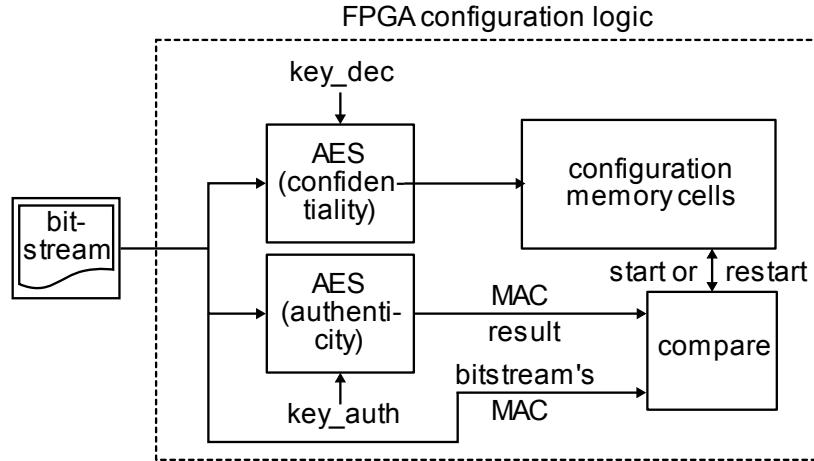 FPGA configuration logic
key_dec
AES
(confiden-
tiality)
configuration
memory cells
bit-
stream
start or restart
AES
(authenti-
city)
MAC
result
compare
bitstream's
MAC
key_auth